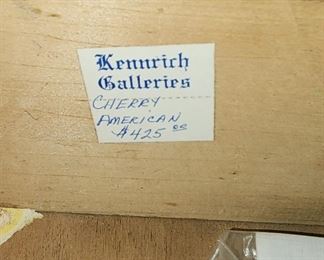 Kennrich
Galleries
CHERRY
AMERICAN
$425 00